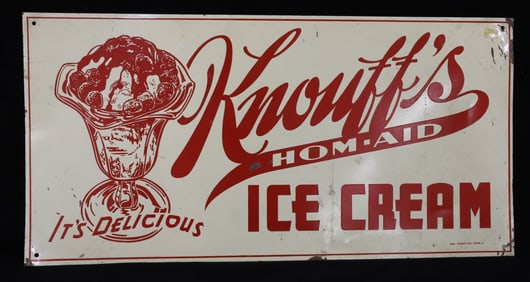 Knouff's
HOM-AID
ICE CREAM
IT'S DELICIOUS